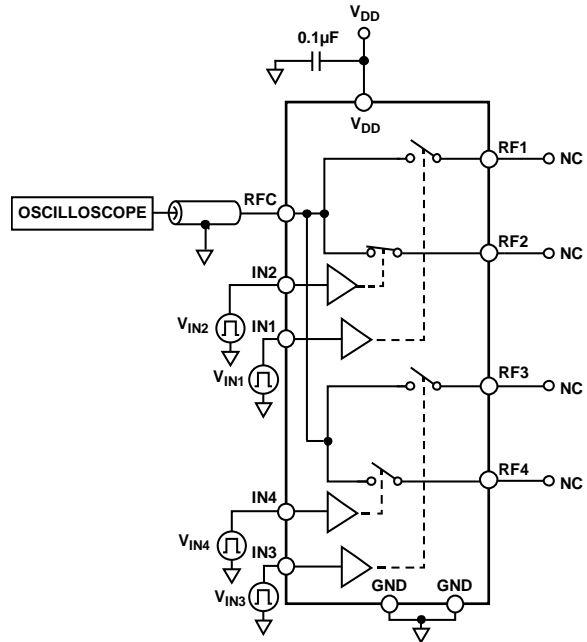 VDD
0.1µF
VDD
RF1
NC
RFC
OSCILLOSCOPE
RF2
NC
IN2
VIN2
IN1
VIN1
RF3
NC
RF4
NC
IN4
VIN4
IN3
VIN3
GND GND